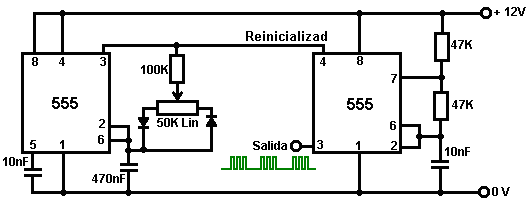 + 12V
Reinicializad
8 4 3
4 8
47K
100K
7
555
555
50K Lin
47K
2
6
6
5 1
Salida
3
1
2
10nF
10nF
470nF
0 V